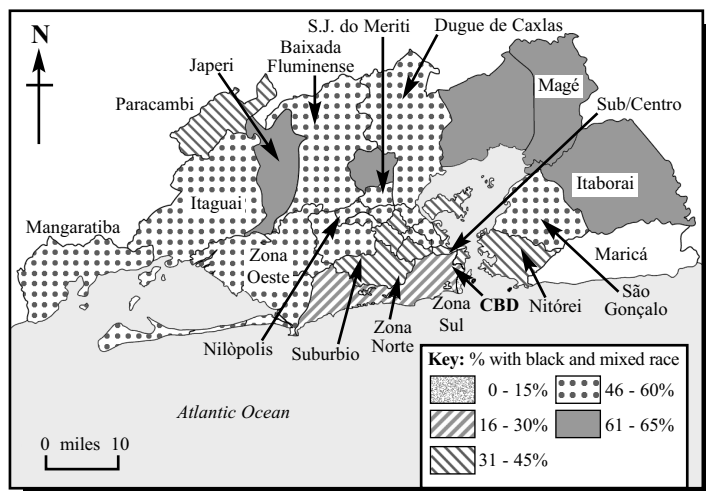 N
S.J. do Meriti
Dugue de Caxlas
Baixada
Fluminense
Japeri
Paracambi
Magé
Sub/Centro
Itaborai
Itaguai
Mangaratiba
Zona
Oeste
Maricá
São
Gonçalo
Nitórei
CBD
Zona
Sul
Zona
Norte
Nilòpolis
Suburbio
Atlantic Ocean
0 miles 10
Key: % with black and mixed race
0 - 15%
46 - 60%
16 - 30%
61 - 65%
31 - 45%